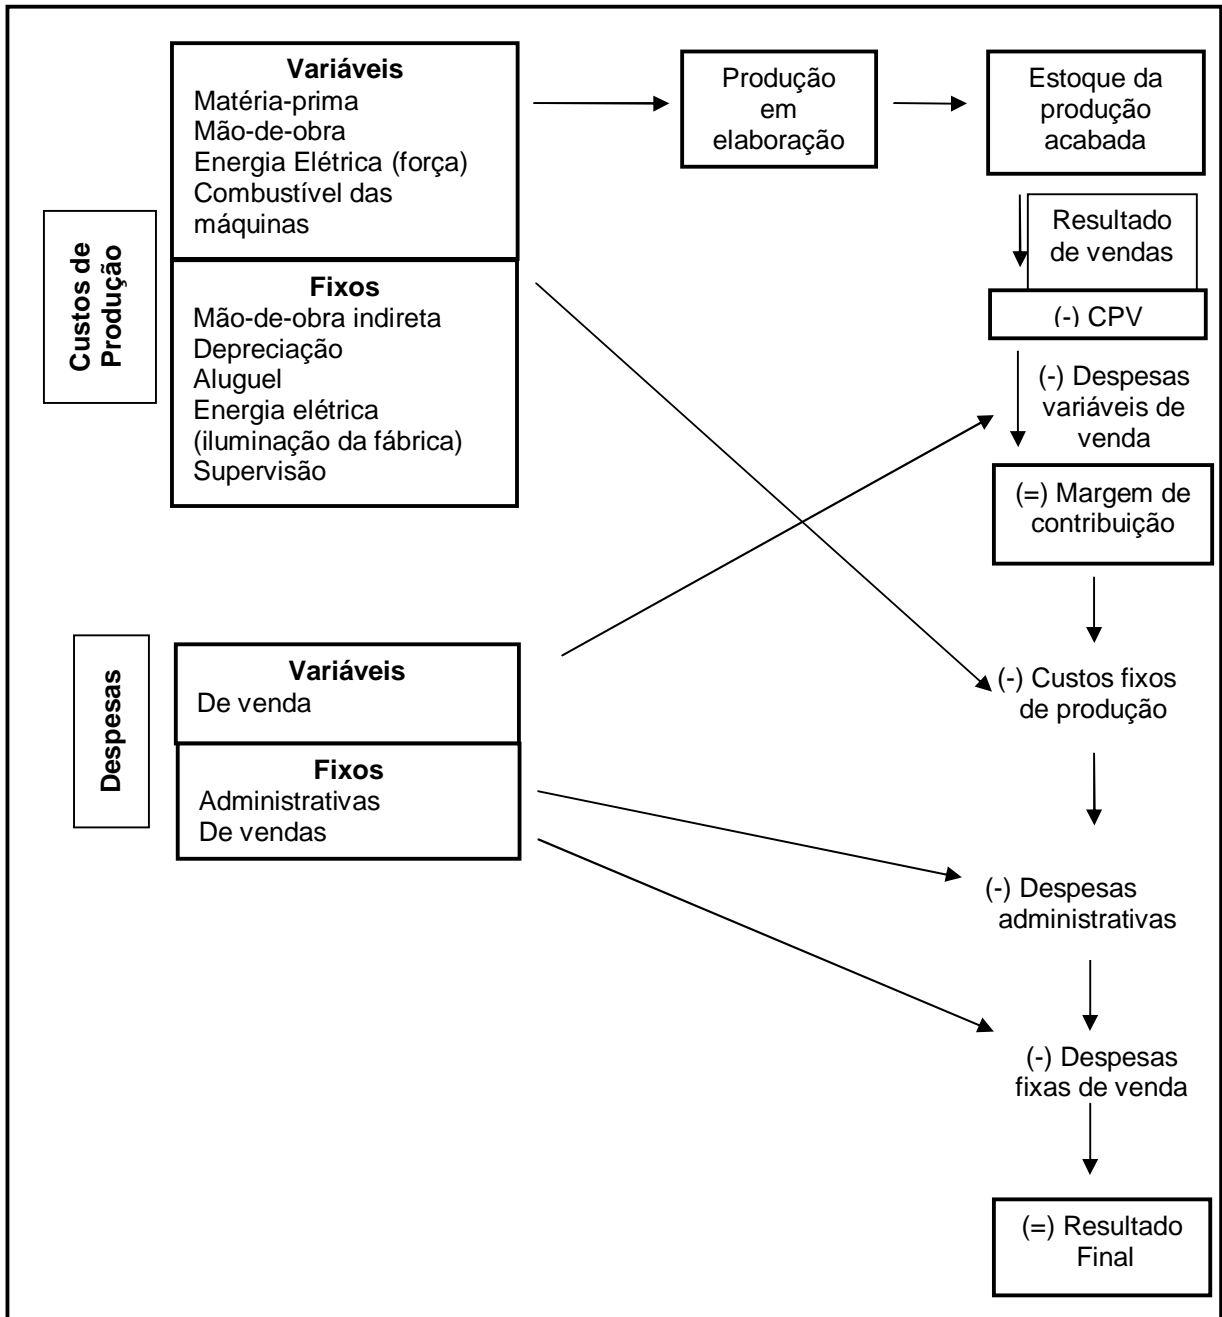 Custos de
Produção
Variáveis
Matéria-prima
Mão-de-obra
Energia Elétrica (força)
Combustível das
máquinas
Fixos
Mão-de-obra indireta
Depreciação
Aluguel
Energia elétrica
(iluminação da fábrica)
Supervisão
Produção
em
elaboração
Estoque da
produção
acabada
Resultado
de vendas
(-) CPV
(-) Despesas
variáveis de
venda
(=) Margem de
contribuição
Despesas
Variáveis
De venda
Fixos
Administrativas
De vendas
(-) Custos fixos
de produção
(-) Despesas
administrativas
(-) Despesas
fixas de venda
(=) Resultado
Final